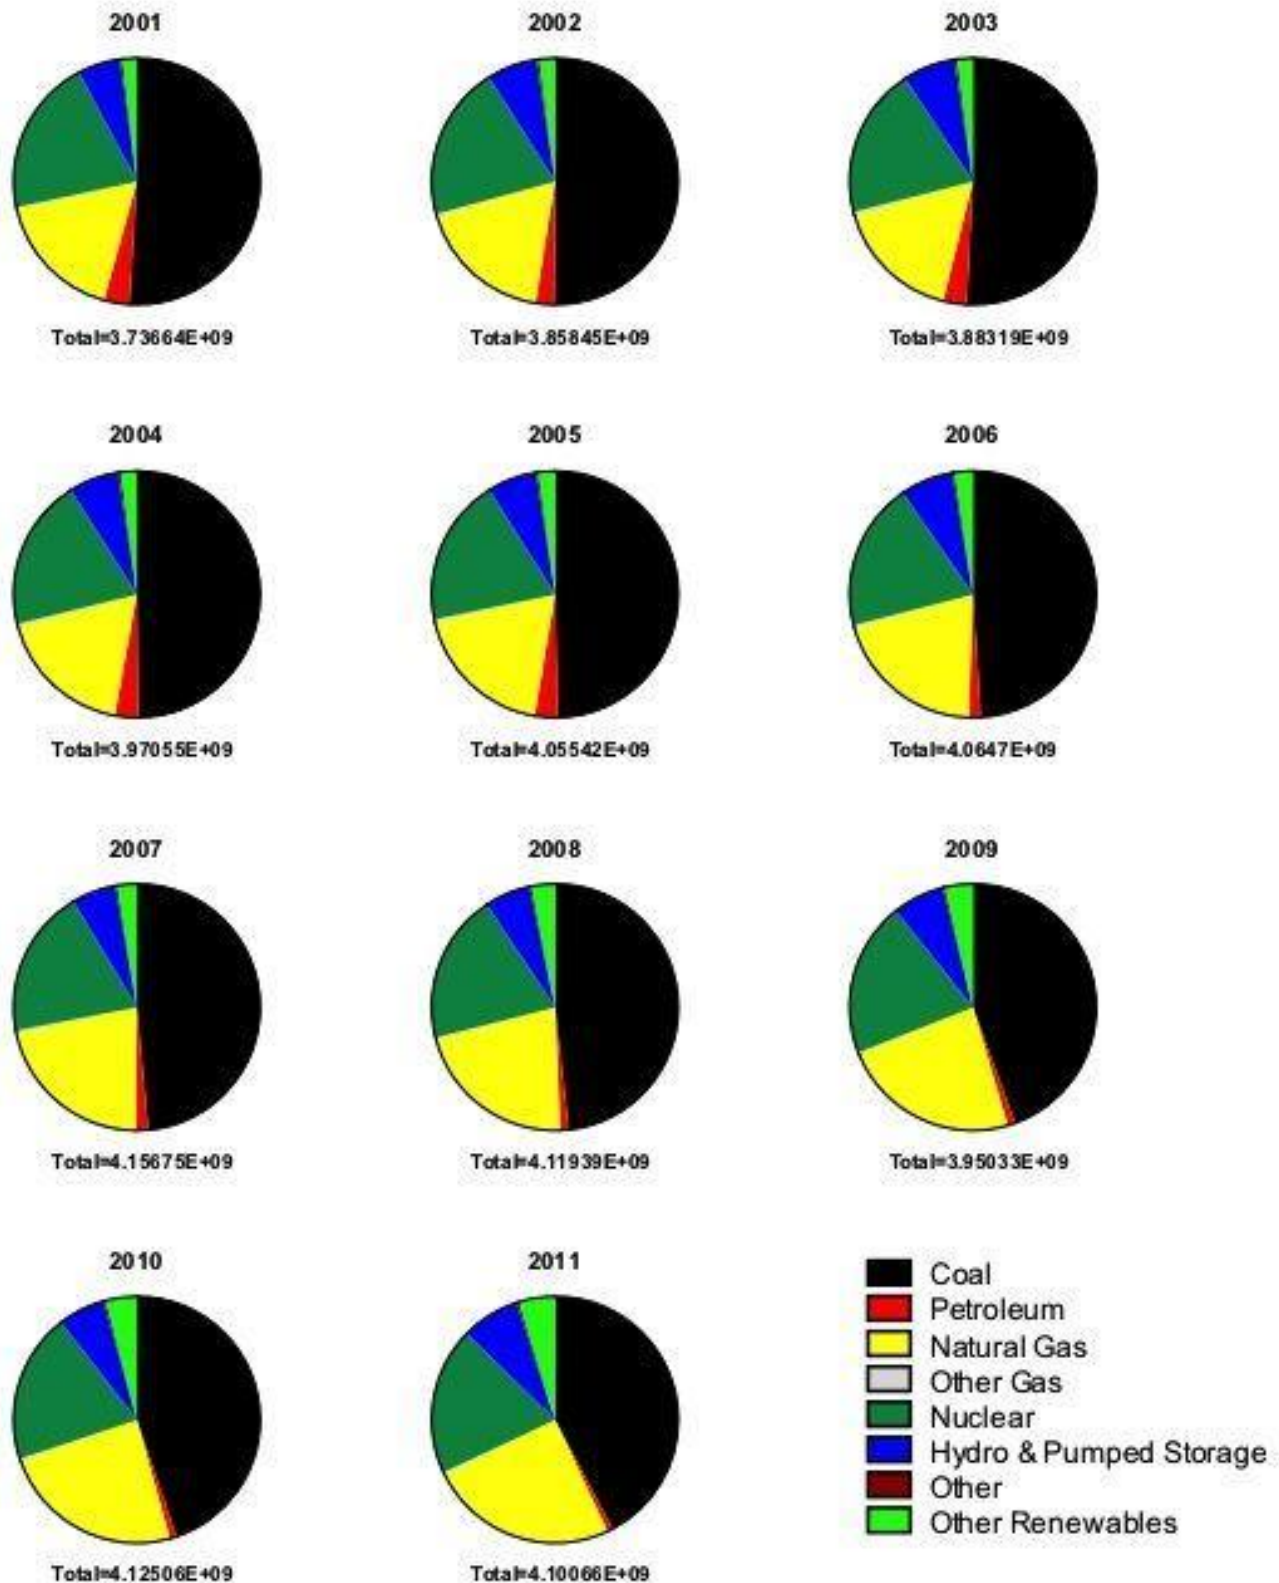 2001
2002
2003
Total=3.73664E+09
Total=3.85845E+09
Total=3.88319E+09
2004
2005
2006
Total=3.97055E+09
Total=4.05542E+09
Total=4.0647E+09
2007
2008
2009
Total=4.15675E+09
Total=4.11939E+09
Total=3.95033E+09
2010
2011
Total=4.12506E+09
Total=4.10066E+09
Coal
Petroleum
Natural Gas
Other Gas
Nuclear
Hydro & Pumped Storage
Other
Other Renewables